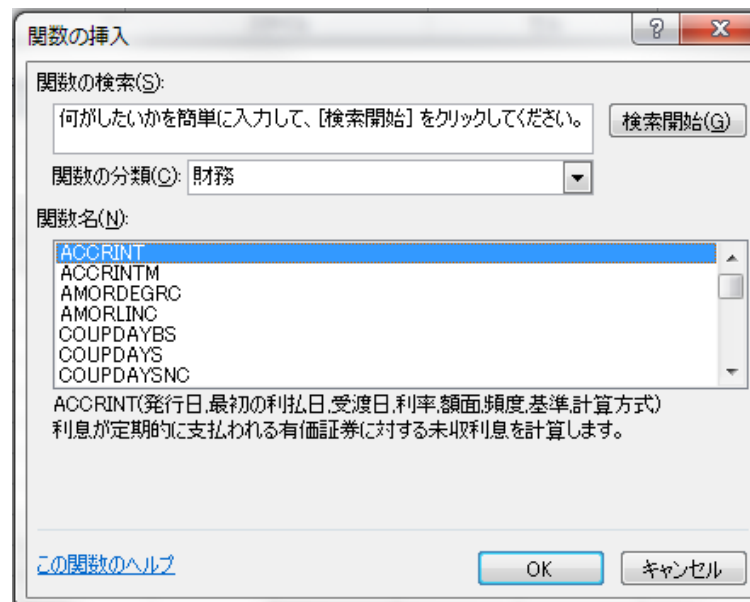 関数の挿入
関数の検索(S):
何がしたいかを簡単に入力して、[検索開始] をクリックしてください。
検索開始(G)
関数の分類(C): 財務
関数名(N):
ACCRINT
ACCRINTM
AMORDEGRC
AMORLINC
COUPDAYBS
COUPDAYS
COUPDAYSNC
ACCRINT(発行日,最初の利払日,受渡日,利率,額面,頻度,基準,計算方式)
利息が定期的に支払われる有価証券に対する未収利息を計算します。
この関数のヘルプ
OK
キャンセル